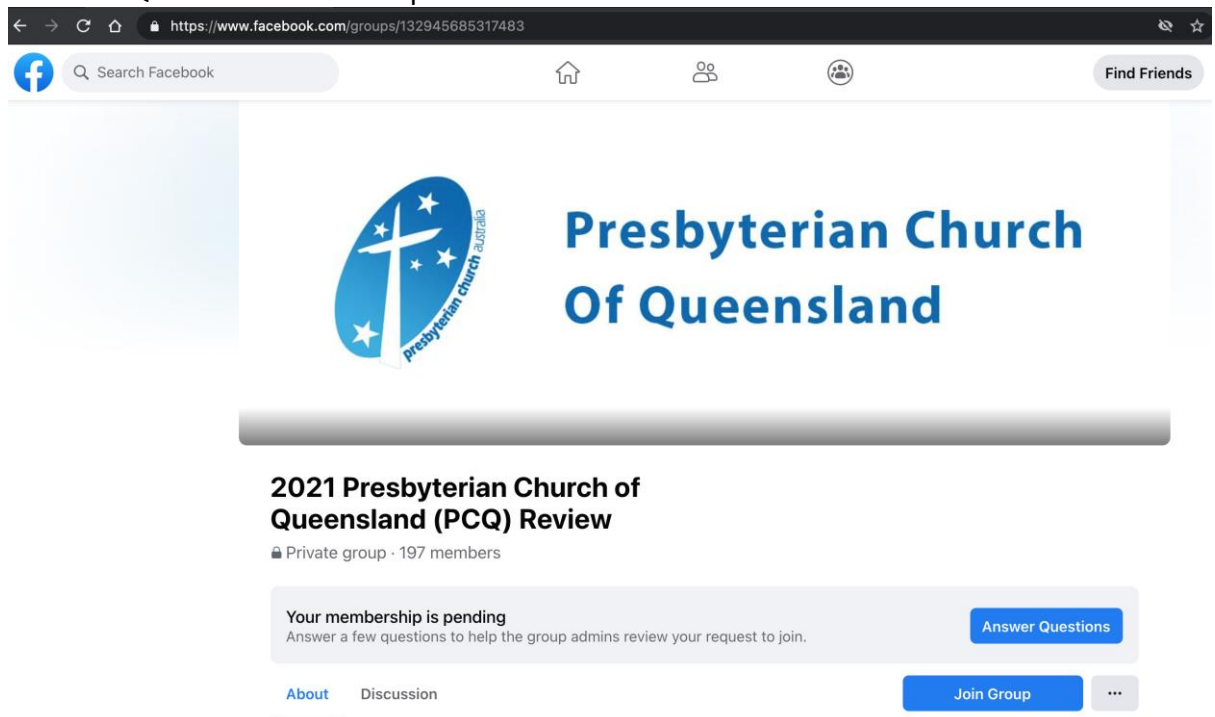 https://www.facebook.com/groups/132945685317483
Search Facebook
Find Friends
presbyterian church australia
Presbyterian Church
Of Queensland
2021 Presbyterian Church of
Queensland (PCQ) Review
Private group · 197 members
Your membership is pending
Answer a few questions to help the group admins review your request to join.
Answer Questions
About Discussion
Join Group